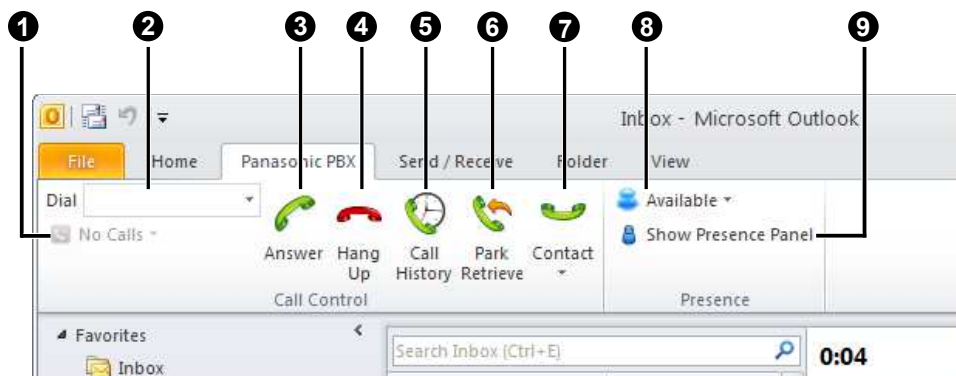 1 2 3 4 5 6 7 8 9
Inbox - Microsoft Outlook
File Home Panasonic PBX Send / Receive Folder View
Dial
No Calls
Answer
Hang
Up
Call
History
Park
Retrieve
Contact
Call Control
Available
Show Presence Panel
Presence
Favorites
Inbox
Search Inbox (Ctrl+E)
0:04